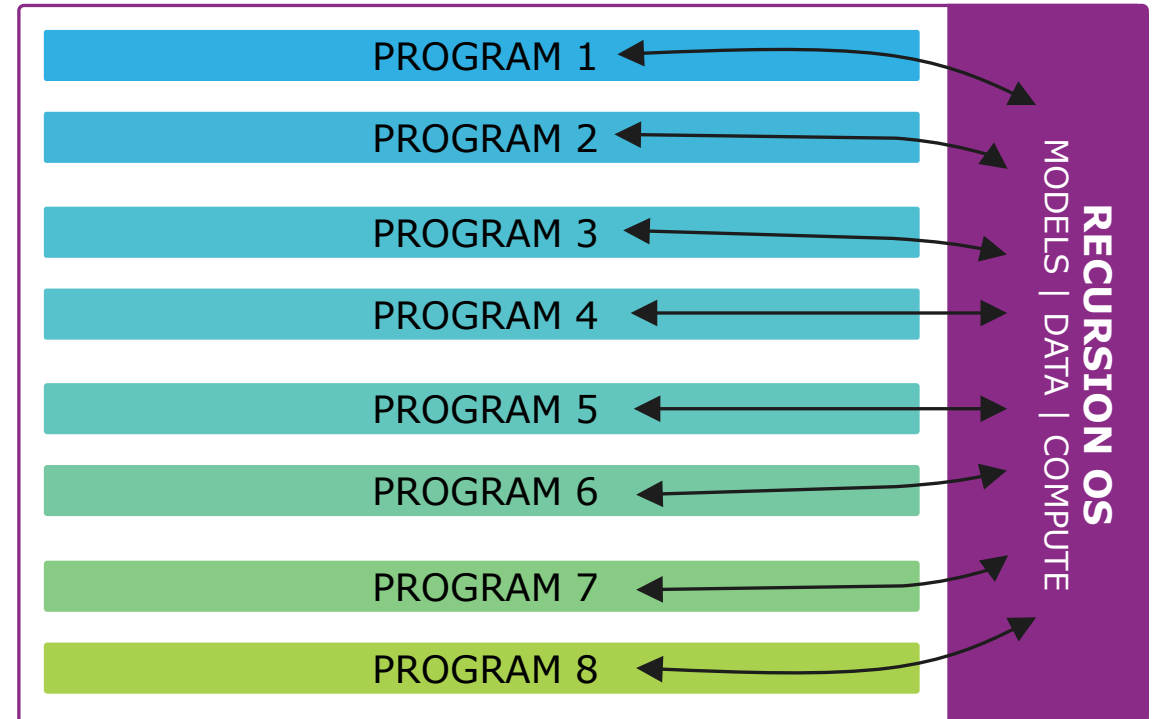 PROGRAM 1
PROGRAM 2
PROGRAM 3
PROGRAM 4
PROGRAM 5
PROGRAM 6
PROGRAM 7
PROGRAM 8
RECURSION OS
MODELS | DATA | COMPUTE